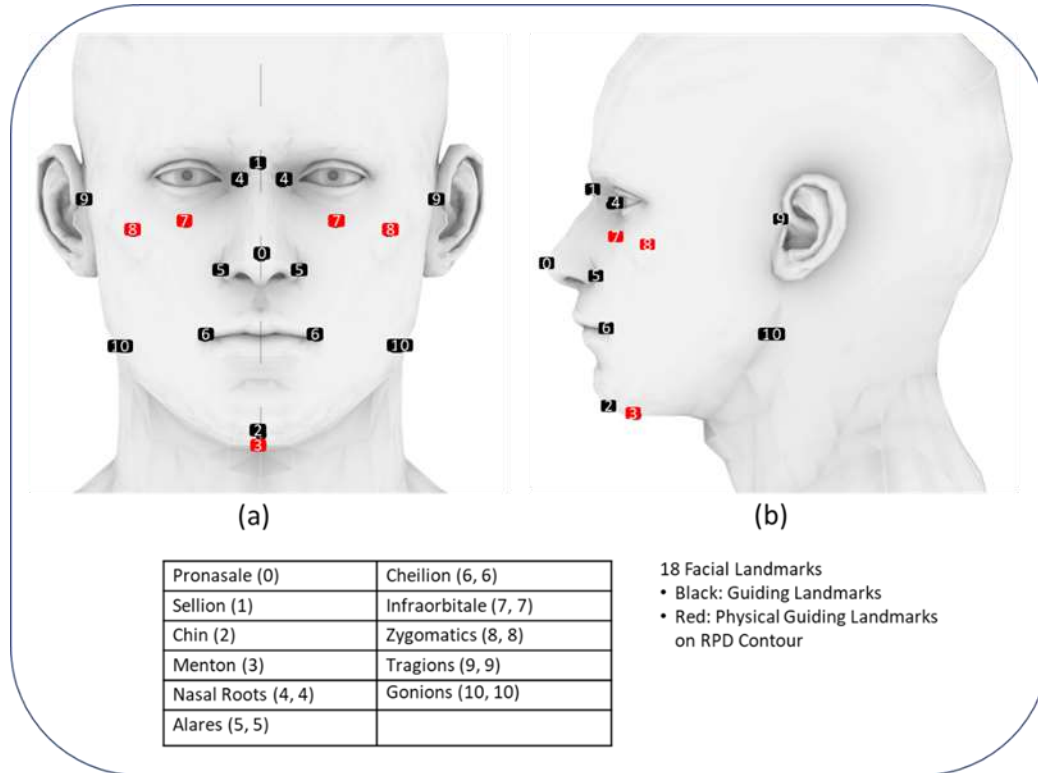 1
4 4
9 9
7 7
8 8
0
5 5
6 6
10 10
2
3
(a)
1
4
9
7
8
0
5
6
10
2
3
(b)
Pronasale (0) Cheilion (6, 6)
Sellion (1) Infraorbitale (7, 7)
Chin (2) Zygomatics (8, 8)
Menton (3) Tragions (9, 9)
Nasal Roots (4, 4) Gonions (10, 10)
Alares (5, 5)
18 Facial Landmarks
• Black: Guiding Landmarks
• Red: Physical Guiding Landmarks
on RPD Contour